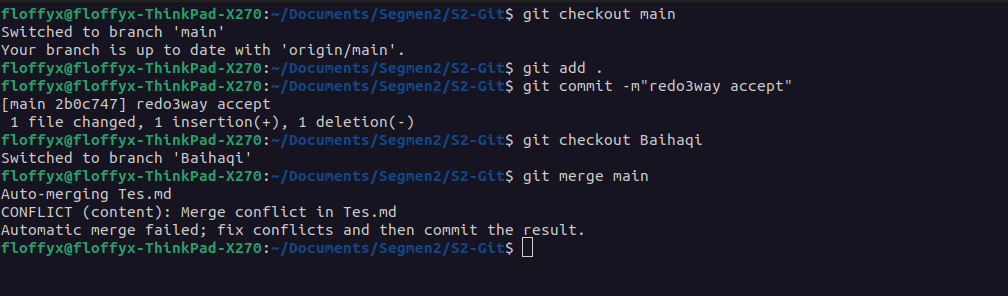 floffyx@floffyx-ThinkPad-X270:~/Documents/Segmen2/S2-Git$ git checkout main
Switched to branch 'main'
Your branch is up to date with 'origin/main'.
floffyx@floffyx-ThinkPad-X270:~/Documents/Segmen2/S2-Git$ git add .
floffyx@floffyx-ThinkPad-X270:~/Documents/Segmen2/S2-Git$ git commit -m"redo3way accept"
[main 2b0c747] redo3way accept
 1 file changed, 1 insertion(+), 1 deletion(-)
floffyx@floffyx-ThinkPad-X270:~/Documents/Segmen2/S2-Git$ git checkout Baihaqi
Switched to branch 'Baihaqi'
floffyx@floffyx-ThinkPad-X270:~/Documents/Segmen2/S2-Git$ git merge main
Auto-merging Tes.md
CONFLICT (content): Merge conflict in Tes.md
Automatic merge failed; fix conflicts and then commit the result.
floffyx@floffyx-ThinkPad-X270:~/Documents/Segmen2/S2-Git$